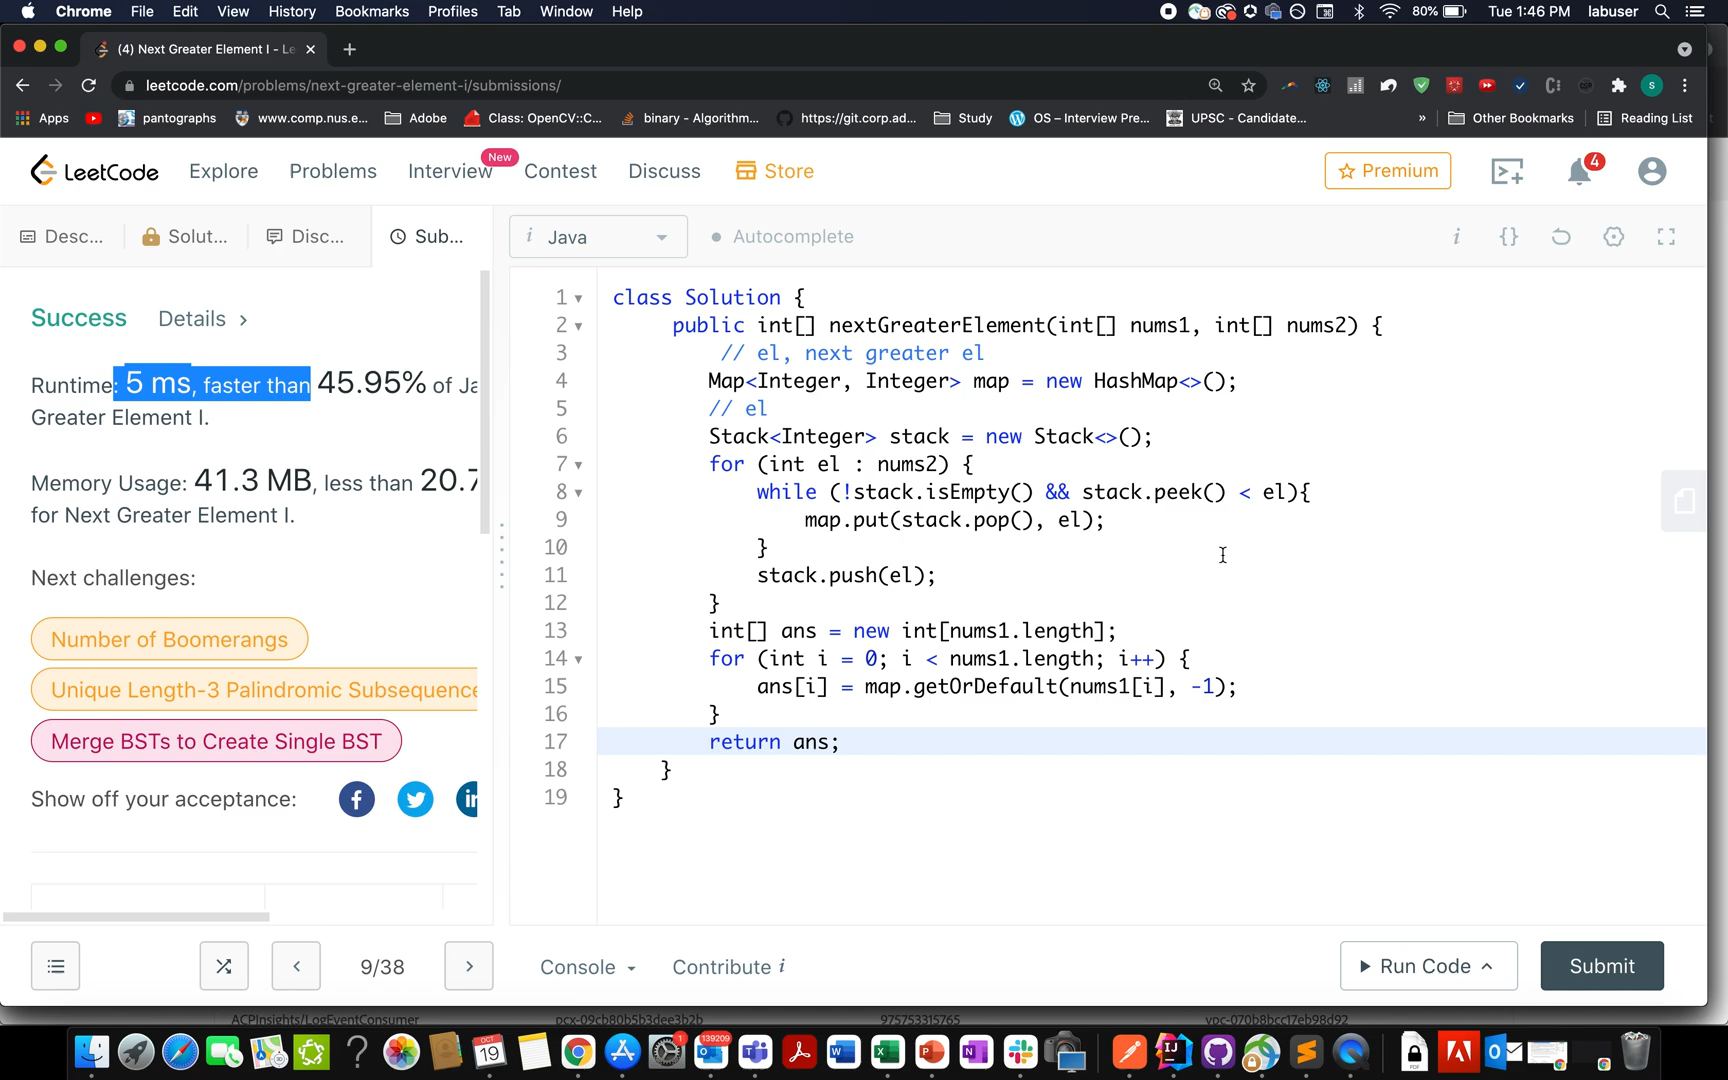 Chrome File Edit View History Bookmarks Profiles Tab Window Help 80% Tue 1:46 PM labuser
(4) Next Greater Element I - Le
leetcode.com/problems/next-greater-element-i/submissions/
Apps pantographs www.comp.nus.e... Adobe Class: OpenCV::C... binary - Algorithm... https://git.corp.ad... Study OS – Interview Pre... UPSC - Candidate... » Other Bookmarks Reading List
LeetCode Explore Problems Interview New Contest Discuss Store Premium 4
Desc... Solut... Disc... Sub... i Java Autocomplete i {}
Success Details >
Runtime: 5 ms, faster than 45.95% of Ja
Greater Element I.
Memory Usage: 41.3 MB, less than 20.7
for Next Greater Element I.
Next challenges:
Number of Boomerangs
Unique Length-3 Palindromic Subsequence
Merge BSTs to Create Single BST
Show off your acceptance:
1 class Solution {
2 public int[] nextGreaterElement(int[] nums1, int[] nums2) {
3 // el, next greater el
4 Map<Integer, Integer> map = new HashMap<>();
5 // el
6 Stack<Integer> stack = new Stack<>();
7 for (int el : nums2) {
8 while (!stack.isEmpty() && stack.peek() < el){
9 map.put(stack.pop(), el);
10 }
11 stack.push(el);
12 }
13 int[] ans = new int[nums1.length];
14 for (int i = 0; i < nums1.length; i++) {
15 ans[i] = map.getOrDefault(nums1[i], -1);
16 }
17 return ans;
18 }
19 }
9/38 Console Contribute i Run Code Submit
ACPInsights/LogEventConsumer pcx-09cb80b5b3dee3b2b 975753315765 vpc-070b8bcc17eb98d92
OCT 19 1 139209